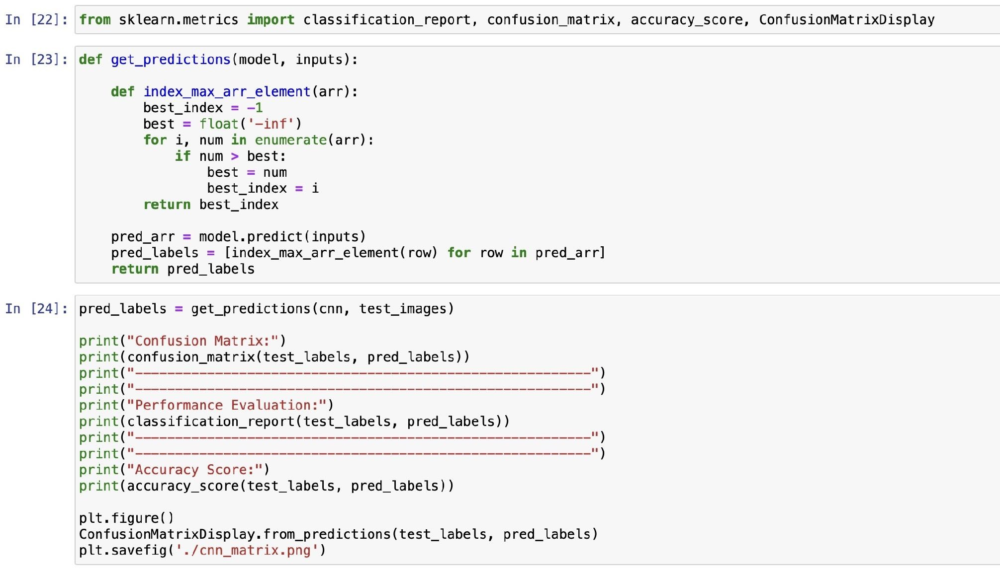 In [22]: from sklearn.metrics import classification_report, confusion_matrix, accuracy_score, ConfusionMatrixDisplay
In [23]: def get_predictions(model, inputs):
    def index_max_arr_element(arr):
        best_index = -1
        best = float('-inf')
        for i, num in enumerate(arr):
            if num > best:
                best = num
                best_index = i
        return best_index
    pred_arr = model.predict(inputs)
    pred_labels = [index_max_arr_element(row) for row in pred_arr]
    return pred_labels
In [24]: pred_labels = get_predictions(cnn, test_images)
print("Confusion Matrix:")
print(confusion_matrix(test_labels, pred_labels))
print("---------------------------------------------------------")
print("---------------------------------------------------------")
print("Performance Evaluation:")
print(classification_report(test_labels, pred_labels))
print("---------------------------------------------------------")
print("---------------------------------------------------------")
print("Accuracy Score:")
print(accuracy_score(test_labels, pred_labels))
plt.figure()
ConfusionMatrixDisplay.from_predictions(test_labels, pred_labels)
plt.savefig('./cnn_matrix.png')